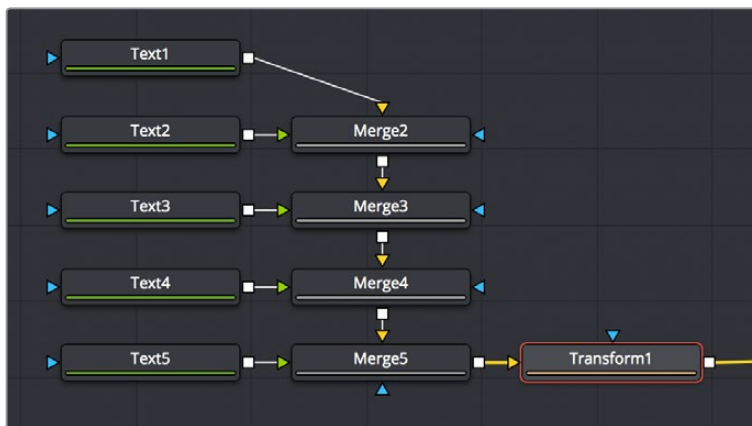 Text1
Text2 Merge2
Text3 Merge3
Text4 Merge4
Text5 Merge5 Transform1